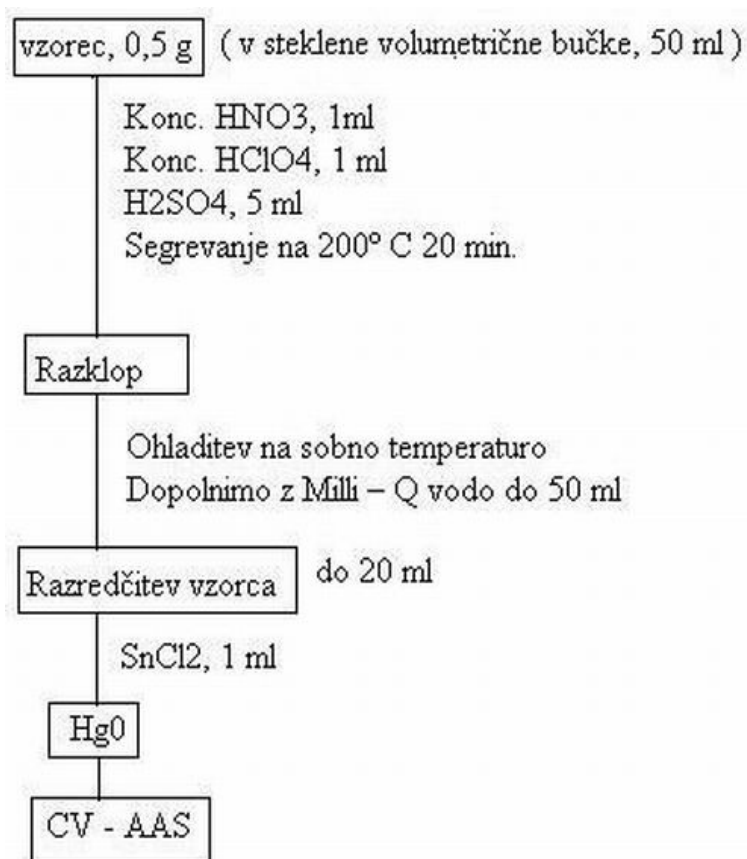 vzorec, 0,5 g ( v steklene volumetrične bučke, 50 ml )
Konc. HNO3, 1ml
Konc. HClO4, 1 ml
H2SO4, 5 ml
Segrevanje na 200º C 20 min.
Razklop
Ohladitev na sobno temperaturo
Dopolnimo z Milli – Q vodo do 50 ml
Razredčitev vzorca do 20 ml
SnCl2, 1 ml
Hg0
CV - AAS